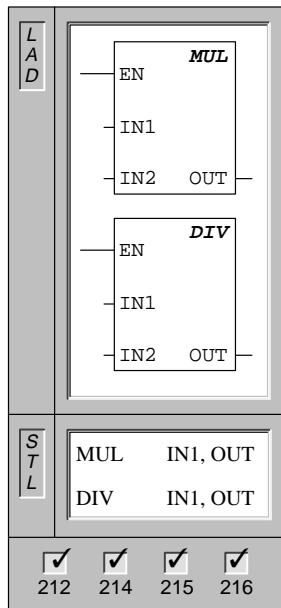 LAD
MUL
EN
IN1
IN2 OUT
DIV
EN
IN1
IN2 OUT
STL
MUL IN1, OUT
DIV IN1, OUT
212 214 215 216